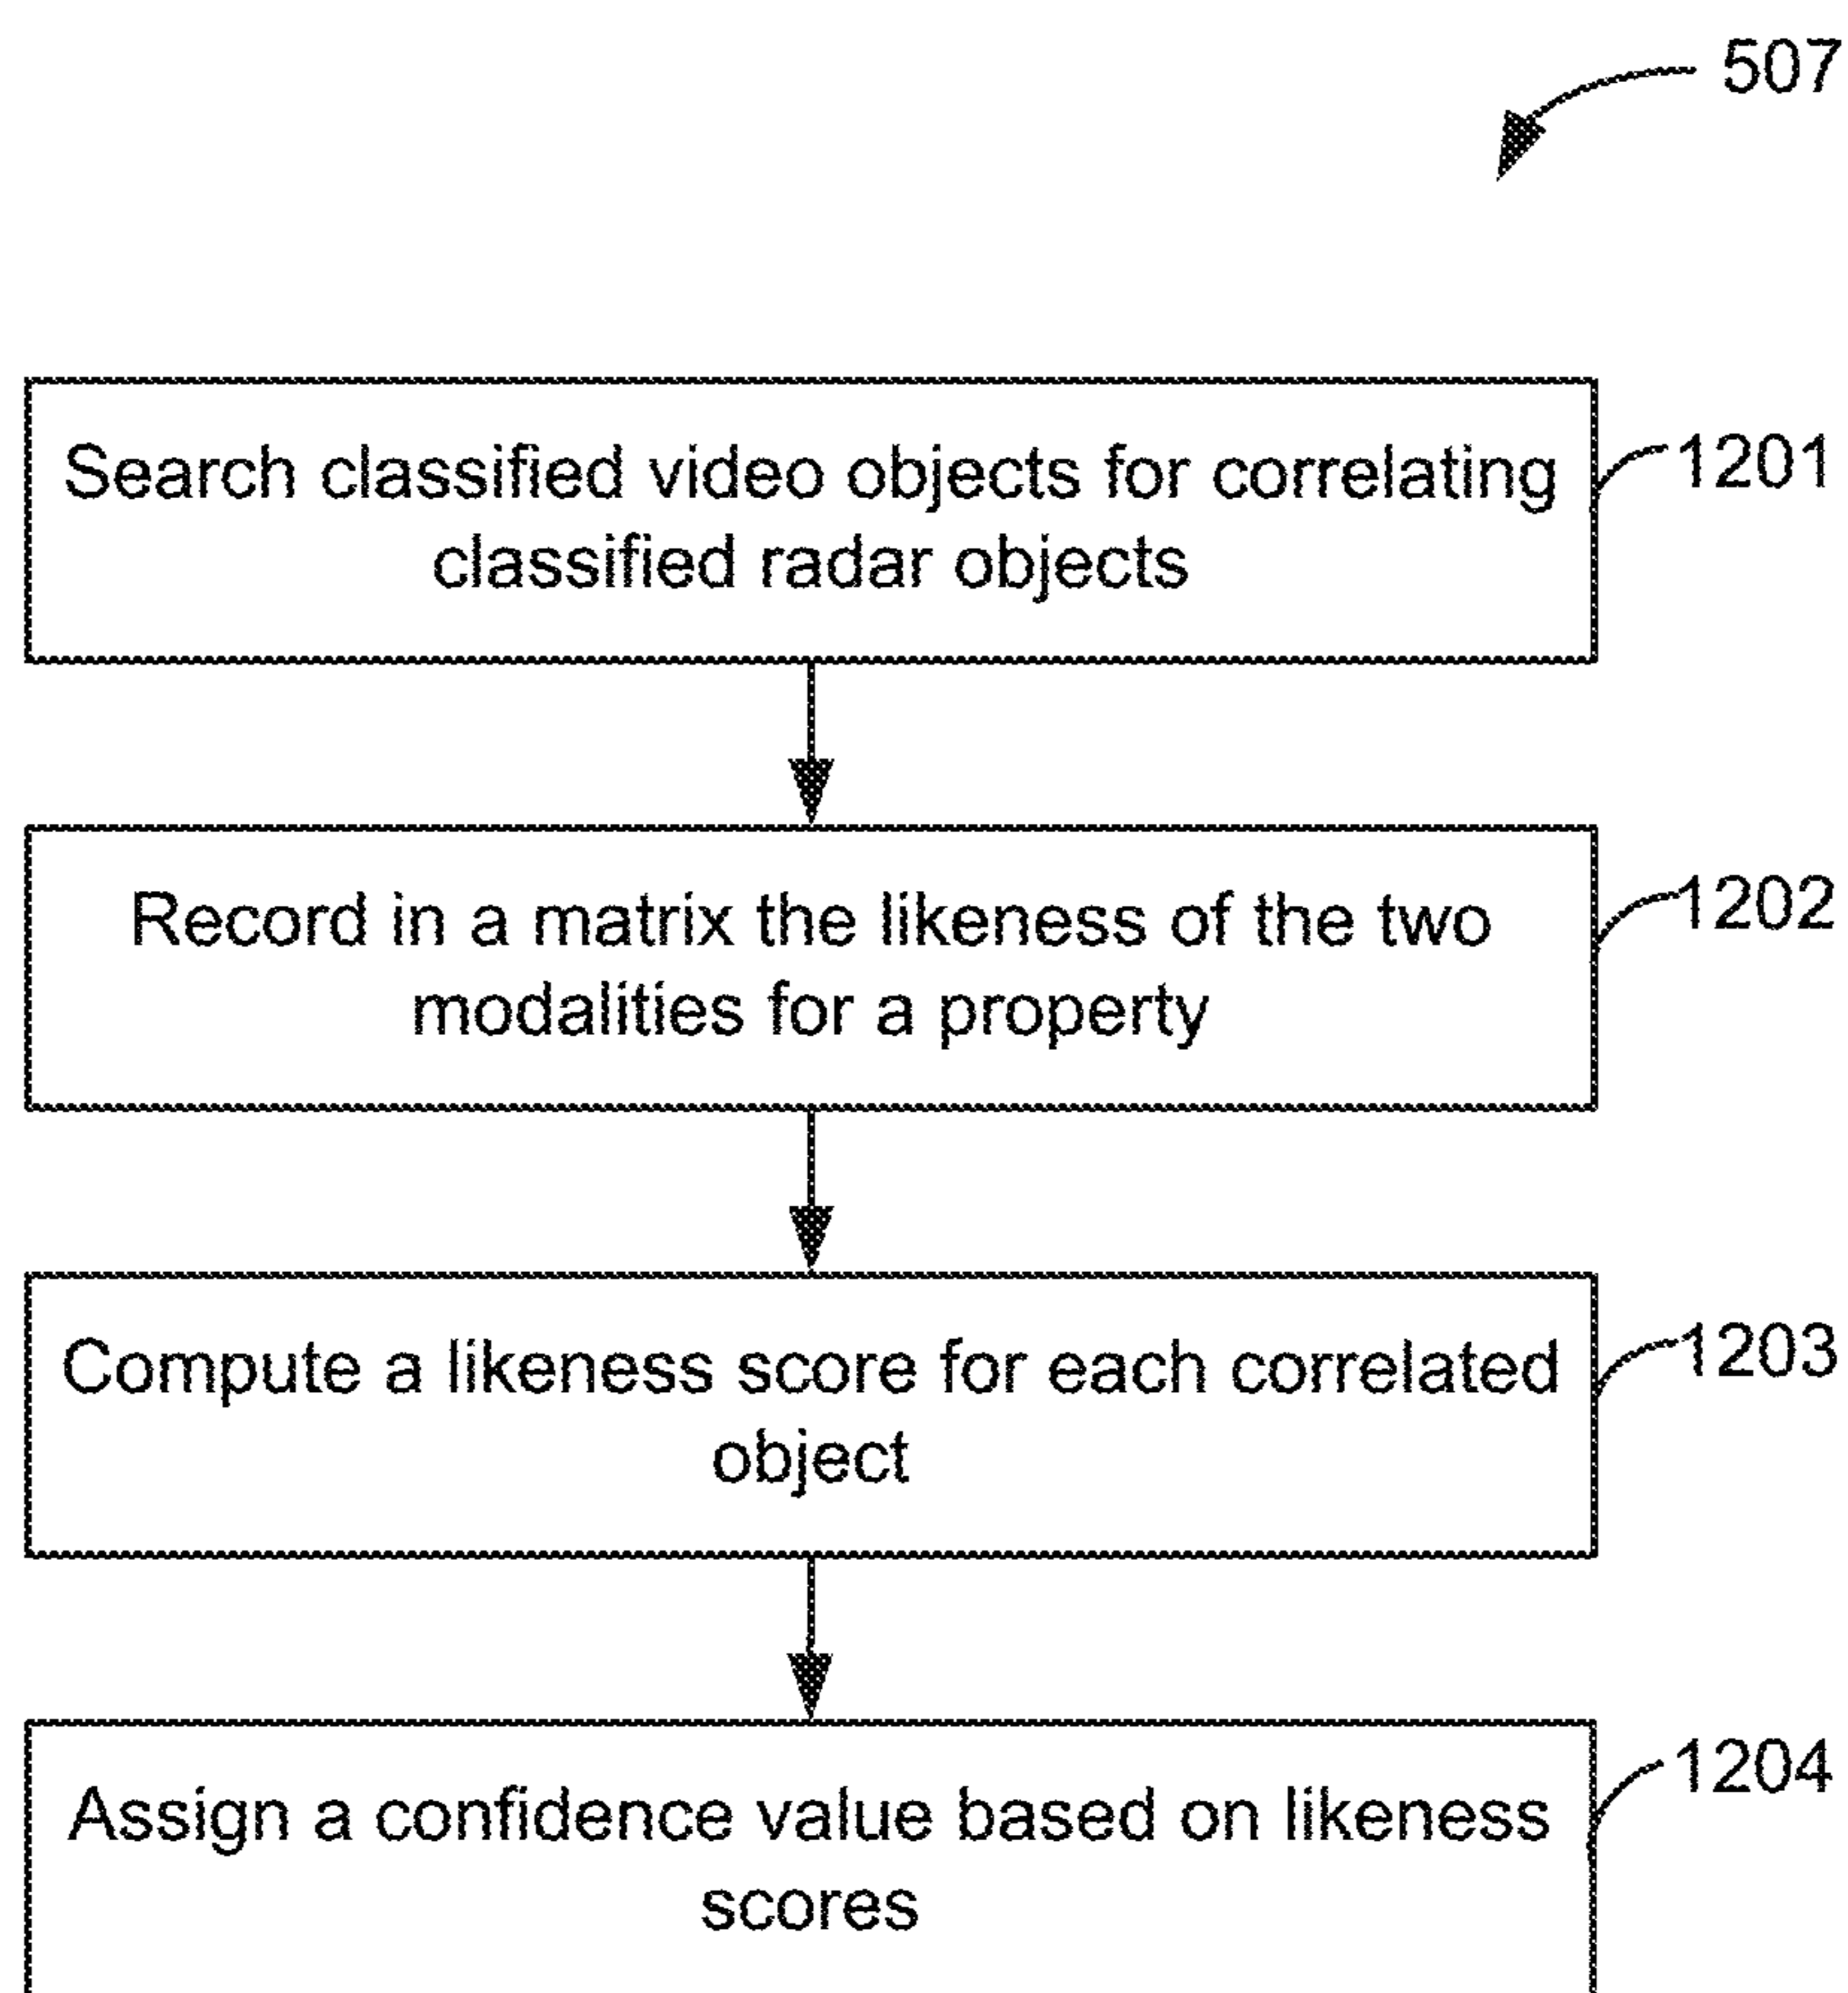 507
Search classified video objects for correlating
classified radar objects
1201
Record in a matrix the likeness of the two
modalities for a property
1202
Compute a likeness score for each correlated
object
1203
Assign a confidence value based on likeness
scores
1204